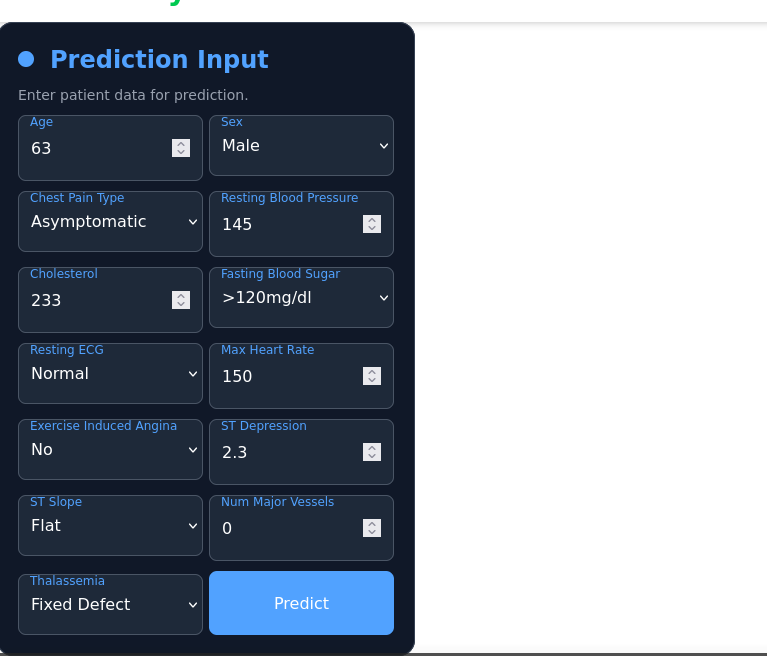 Prediction Input
Enter patient data for prediction.
Age
63
Sex
Male
Chest Pain Type
Asymptomatic
Resting Blood Pressure
145
Cholesterol
233
Fasting Blood Sugar
>120mg/dl
Resting ECG
Normal
Max Heart Rate
150
Exercise Induced Angina
No
ST Depression
2.3
ST Slope
Flat
Num Major Vessels
0
Thalassemia
Fixed Defect
Predict